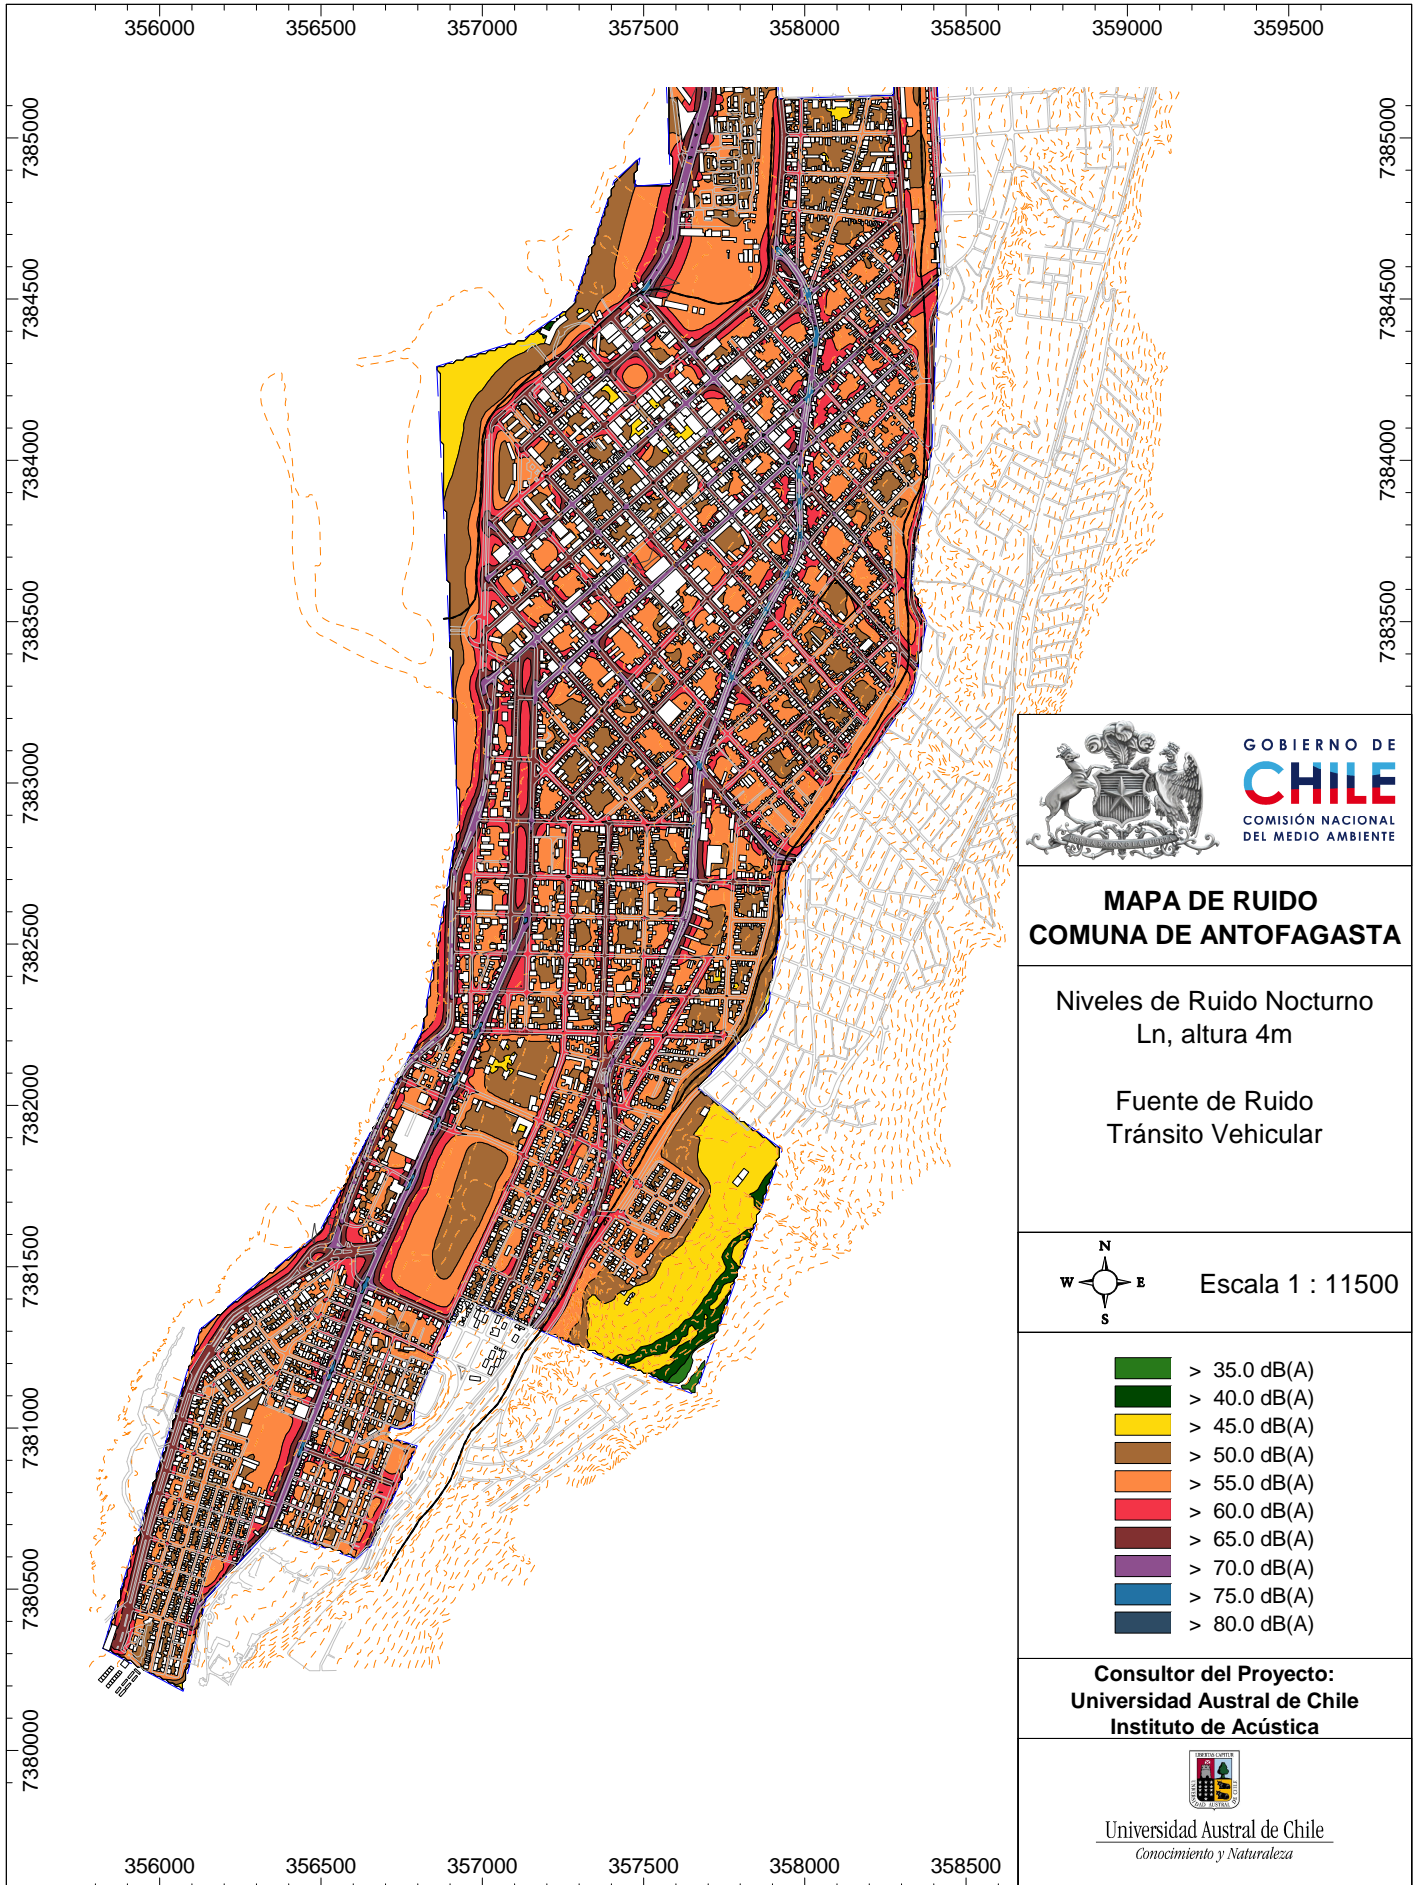 356000 356500 357000 357500 358000 358500 359000 359500
7385000
7384500
7384000
7383500
7383000
7382500
7382000
7381500
7381000
7380500
7380000
7385000
7384500
7384000
7383500
GOBIERNO DE
CHILE
COMISIÓN NACIONAL
DEL MEDIO AMBIENTE
MAPA DE RUIDO
COMUNA DE ANTOFAGASTA
Niveles de Ruido Nocturno
Ln, altura 4m
Fuente de Ruido
Tránsito Vehicular
N
W E
S
Escala 1 : 11500
> 35.0 dB(A)
> 40.0 dB(A)
> 45.0 dB(A)
> 50.0 dB(A)
> 55.0 dB(A)
> 60.0 dB(A)
> 65.0 dB(A)
> 70.0 dB(A)
> 75.0 dB(A)
> 80.0 dB(A)
Consultor del Proyecto:
Universidad Austral de Chile
Instituto de Acústica
LIBERTAS CAPITUR
Universidad Austral de Chile
Conocimiento y Naturaleza
356000 356500 357000 357500 358000 358500